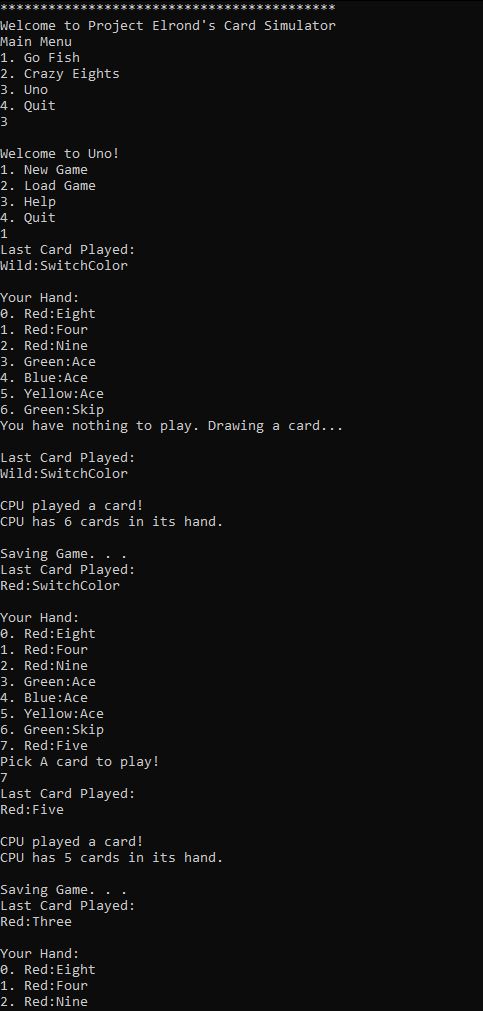 ******************************************
Welcome to Project Elrond's Card Simulator
Main Menu
1. Go Fish
2. Crazy Eights
3. Uno
4. Quit
3
Welcome to Uno!
1. New Game
2. Load Game
3. Help
4. Quit
1
Last Card Played:
Wild:SwitchColor
Your Hand:
0. Red:Eight
1. Red:Four
2. Red:Nine
3. Green:Ace
4. Blue:Ace
5. Yellow:Ace
6. Green:Skip
You have nothing to play. Drawing a card...
Last Card Played:
Wild:SwitchColor
CPU played a card!
CPU has 6 cards in its hand.
Saving Game. . .
Last Card Played:
Red:SwitchColor
Your Hand:
0. Red:Eight
1. Red:Four
2. Red:Nine
3. Green:Ace
4. Blue:Ace
5. Yellow:Ace
6. Green:Skip
7. Red:Five
Pick A card to play!
7
Last Card Played:
Red:Five
CPU played a card!
CPU has 5 cards in its hand.
Saving Game. . .
Last Card Played:
Red:Three
Your Hand:
0. Red:Eight
1. Red:Four
2. Red:Nine